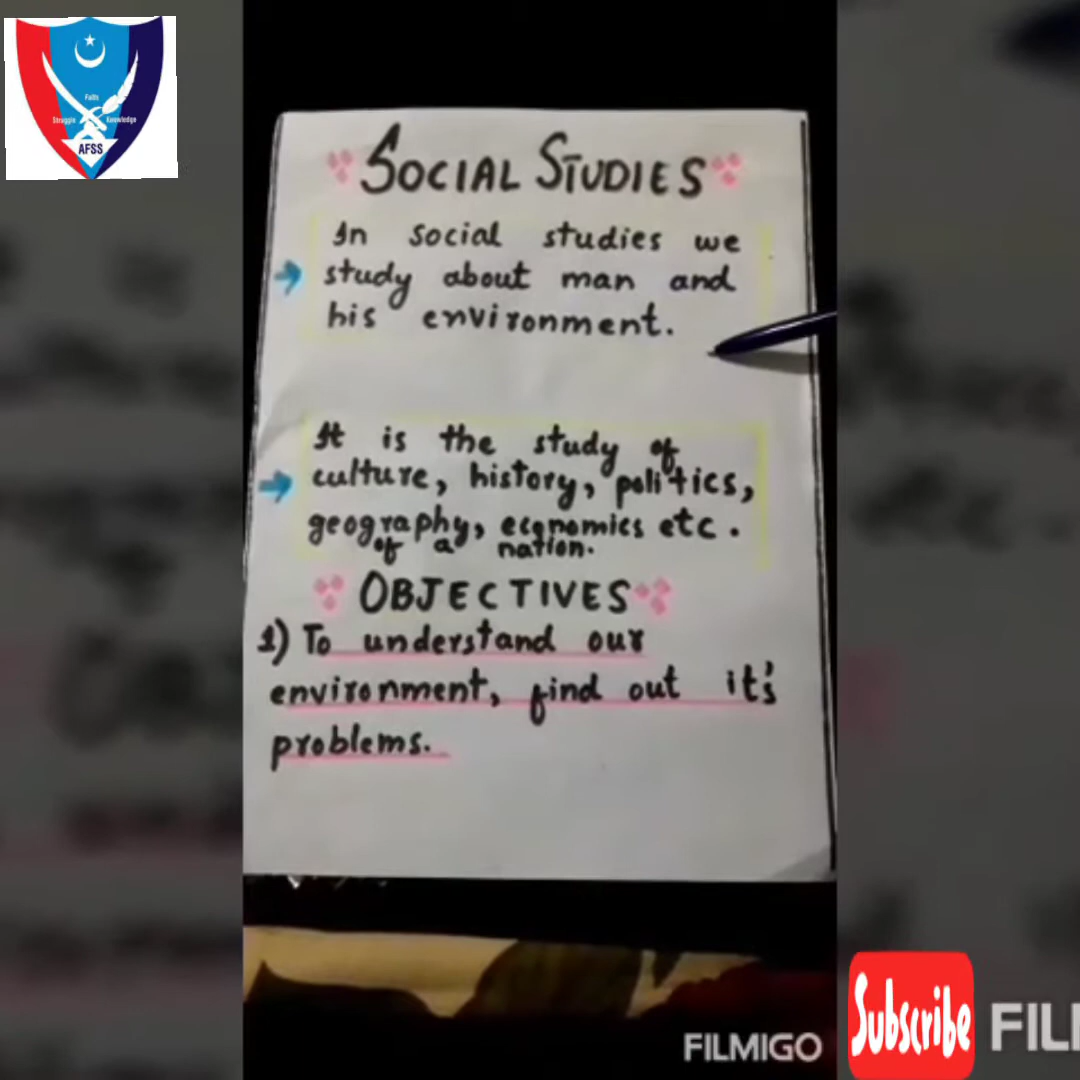 Faith
Struggle Knowledge
AFSS
SOCIAL STUDIES
In social studies we
study about man and
his environment.
It is the study of
culture, history, politics,
geography, economics etc.
of a nation.
OBJECTIVES
1) To understand our
environment, find out it's
problems.
FILMIGO
Subscribe
FIL